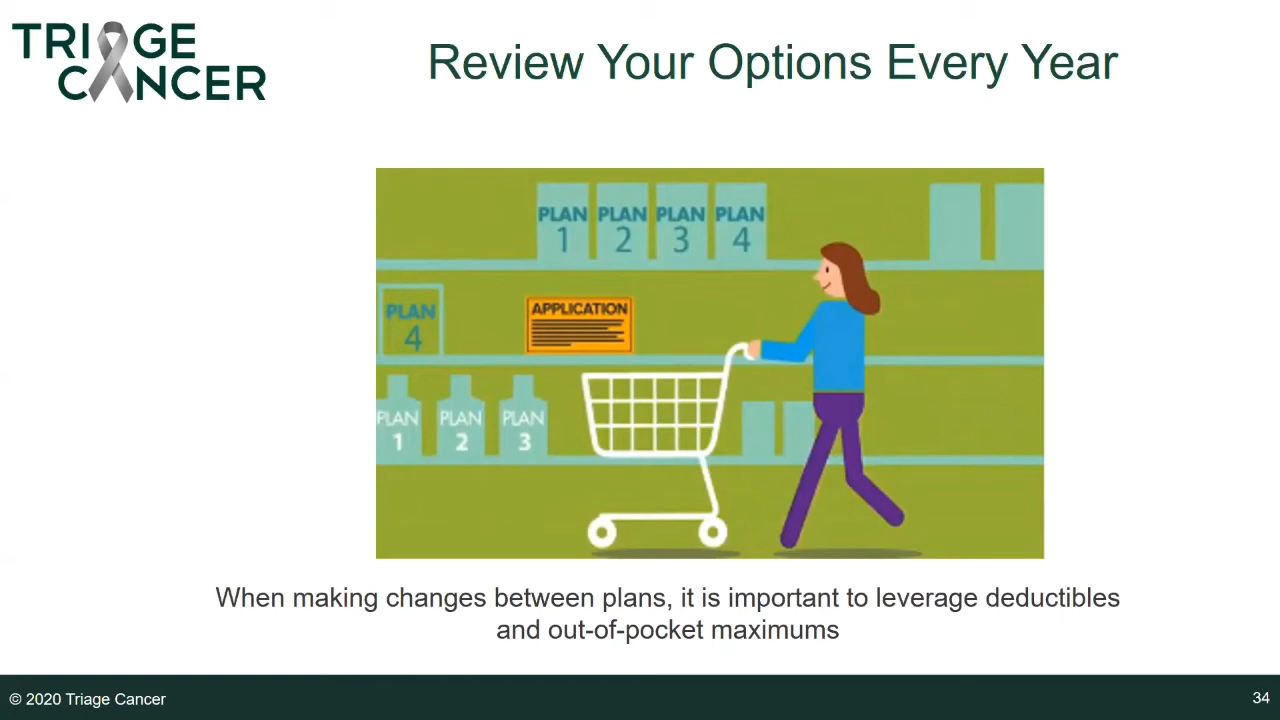 TRIAGE
CANCER
Review Your Options Every Year
PLAN PLAN PLAN PLAN
1 2 3 4
PLAN
4
APPLICATION
PLAN PLAN PLAN
1 2 3
When making changes between plans, it is important to leverage deductibles
and out-of-pocket maximums
© 2020 Triage Cancer
34